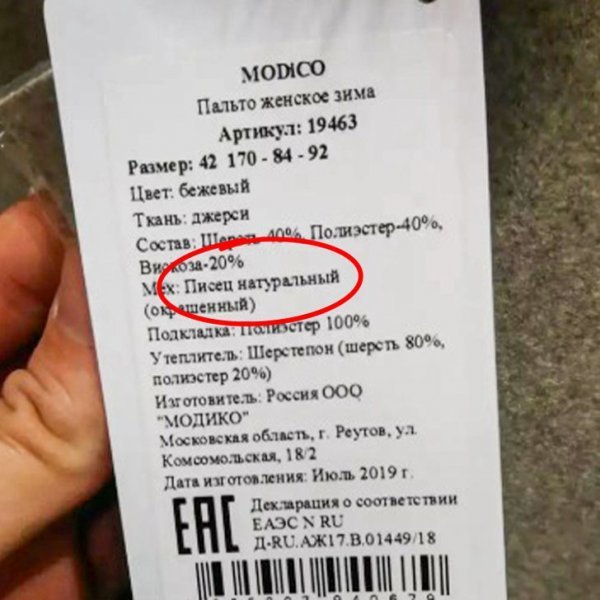 MODiCO
Пальто женское зима
Артикул: 19463
Размер: 42 170 - 84 - 92
Цвет: бежевый
Ткань: джерси
Состав: Шерсть-40%, Полиэстер-40%,
Вискоза-20%
Мех: Писец натуральный
(окрашенный)
Подкладка: Полиэстер 100%
Утеплитель: Шерстепон (шерсть 80%,
полиэстер 20%)
Изготовитель: Россия ООО
"МОДИКО"
Московская область, г. Реутов, ул.
Комсомольская, 18/2
Дата изготовления: Июль 2019 г.
ЕАС
Декларация о соответствии
ЕАЭС N RU
Д-RU.АЖ17.В.01449/18